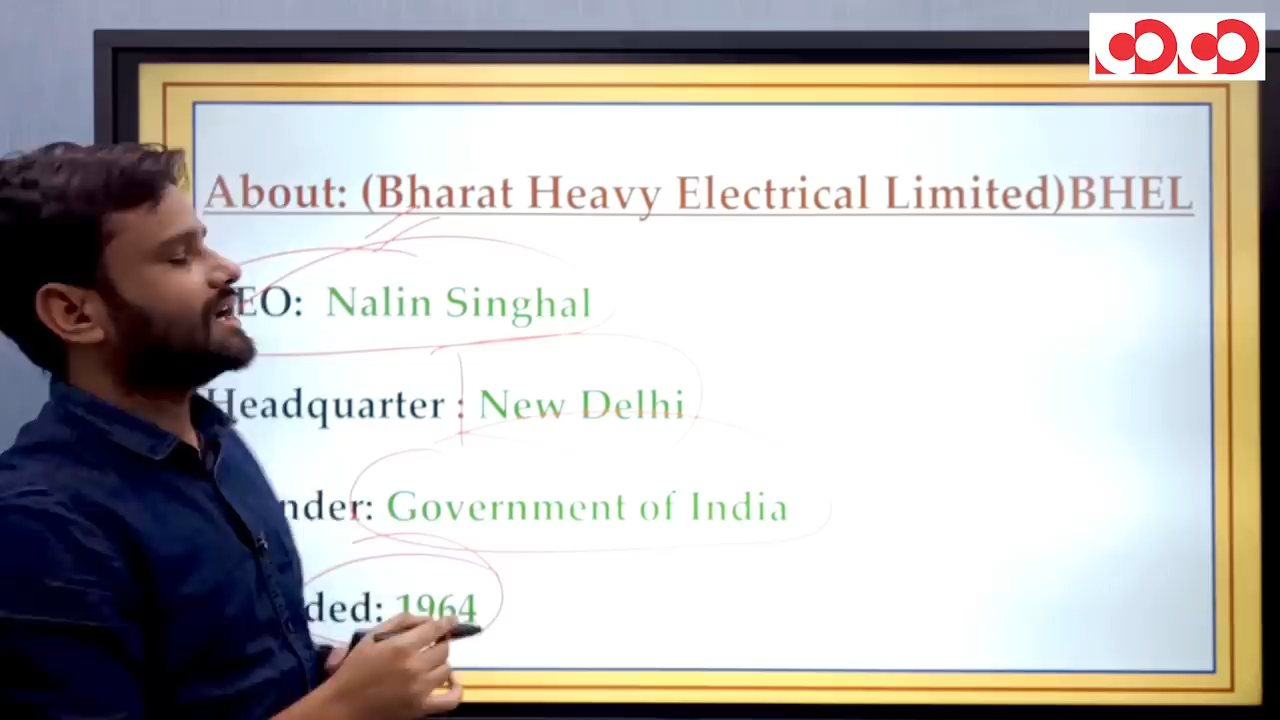 About: (Bharat Heavy Electrical Limited)BHEL
EO: Nalin Singhal
Headquarter : New Delhi
nder: Government of India
ded: 1964